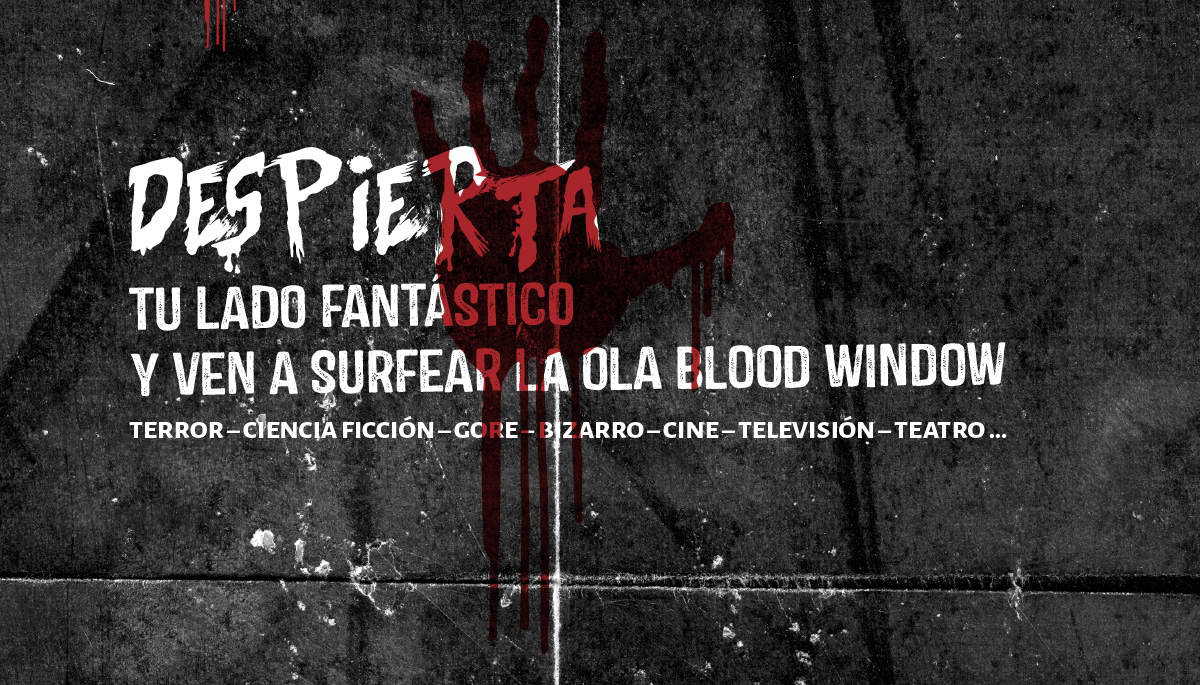 DESPiERTA
TU LADO FANTÁSTICO
Y VEN A SURFEAR LA OLA BLOOD WINDOW
TERROR–CIENCIA FICCIÓN–GORE - BIZARRO–CINE–TELEVISIÓN–TEATRO...